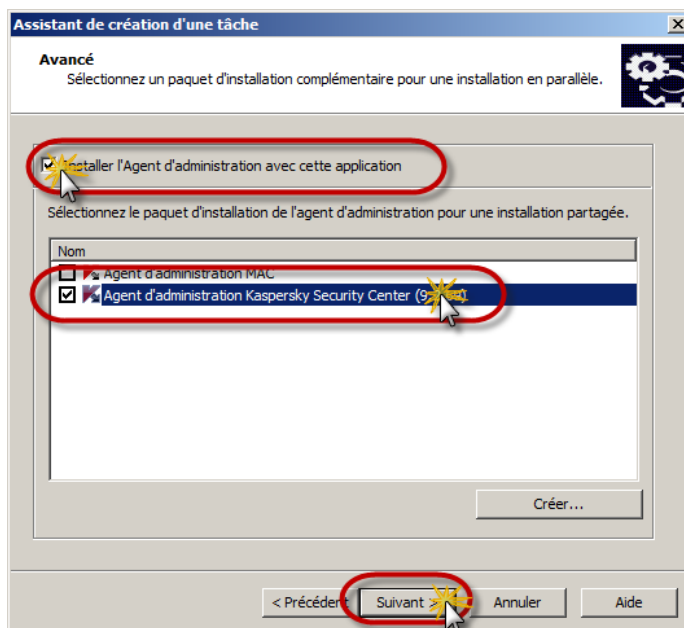 Assistant de création d'une tâche
Avancé
Sélectionnez un paquet d'installation complémentaire pour une installation en parallèle.
Installer l'Agent d'administration avec cette application
Sélectionnez le paquet d'installation de l'agent d'administration pour une installation partagée.
Nom
Agent d'administration MAC
Agent d'administration Kaspersky Security Center
Créer...
< Précédent
Suivant >
Annuler
Aide